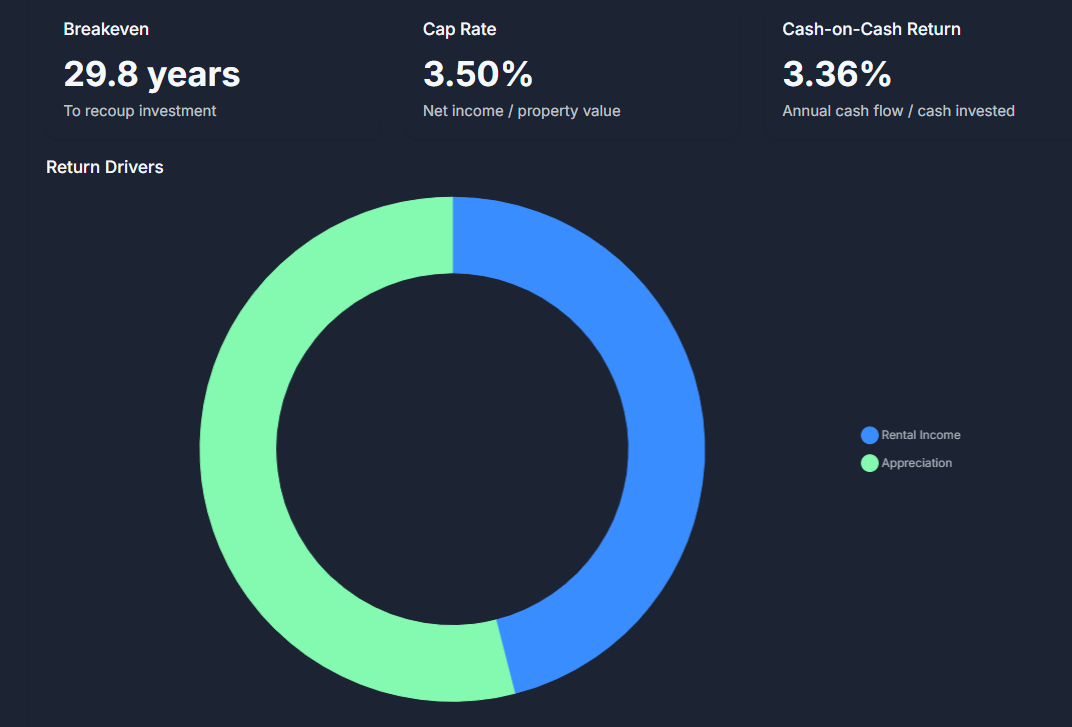 Breakeven
Cap Rate
Cash-on-Cash Return
29.8 years
3.50%
3.36%
To recoup investment
Net income / property value
Annual cash flow / cash invested
Return Drivers
Rental Income
Appreciation